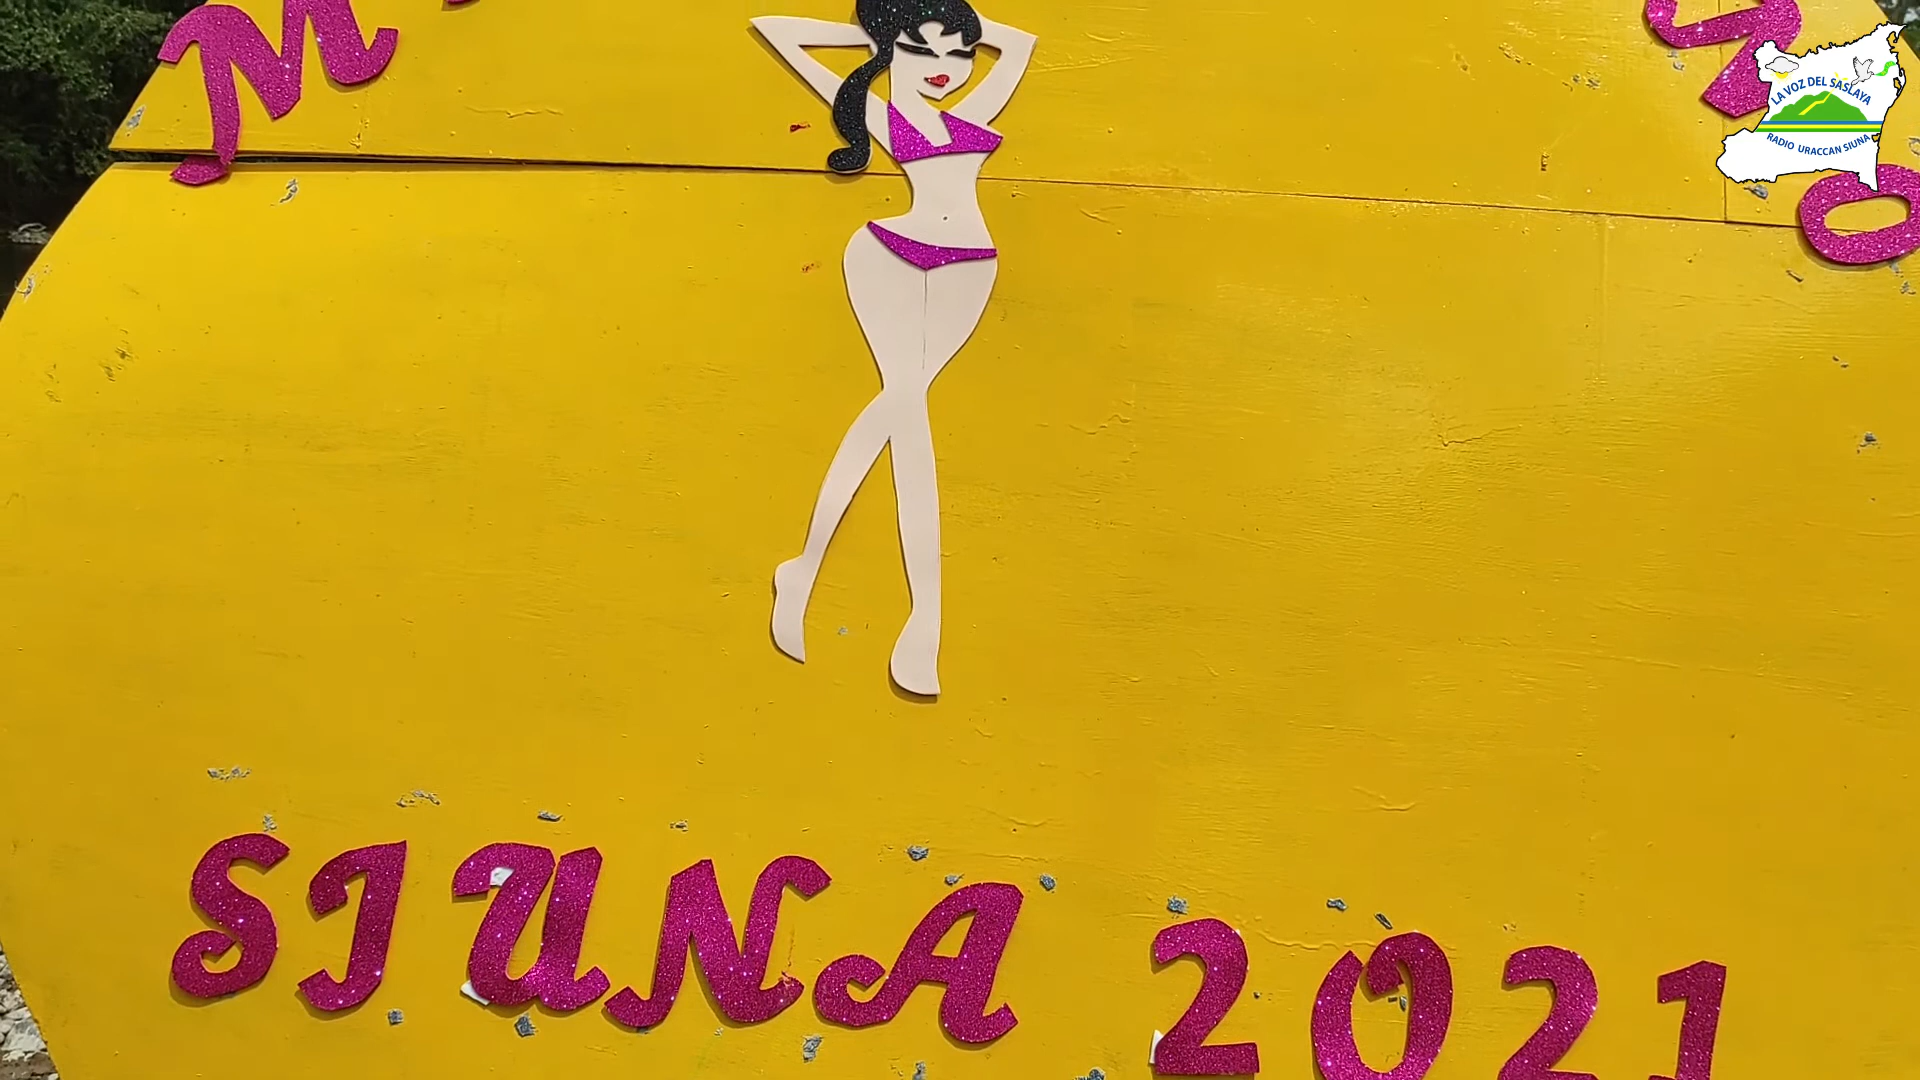 M
LA VOZ DEL SASLAYA
RADIO URACCAN SIUNA
O
SIUNA 2021